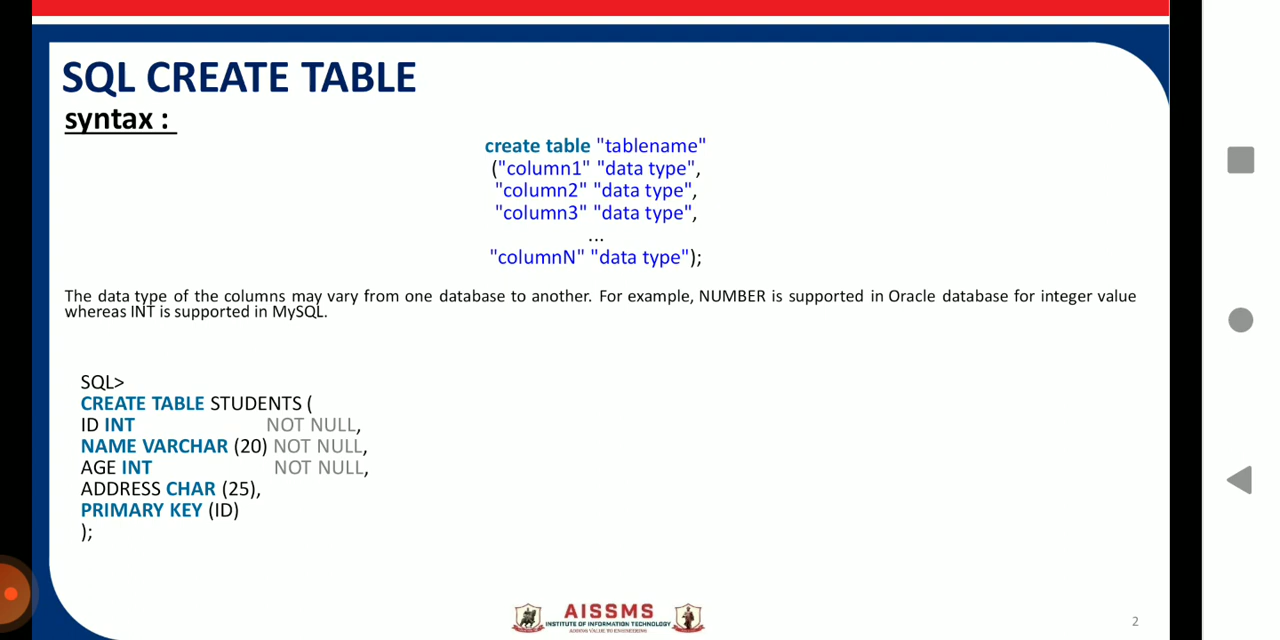 SQL CREATE TABLE
syntax :
create table "tablename"
("column1" "data type",
"column2" "data type",
"column3" "data type",
...
"columnN" "data type");
The data type of the columns may vary from one database to another. For example, NUMBER is supported in Oracle database for integer value
whereas INT is supported in MySQL.
SQL>
CREATE TABLE STUDENTS (
ID INT NOT NULL,
NAME VARCHAR (20) NOT NULL,
AGE INT NOT NULL,
ADDRESS CHAR (25),
PRIMARY KEY (ID)
);
AISSMS
INSTITUTE OF INFORMATION TECHNOLOGY
ADDING VALUE TO ENGINEERING
2